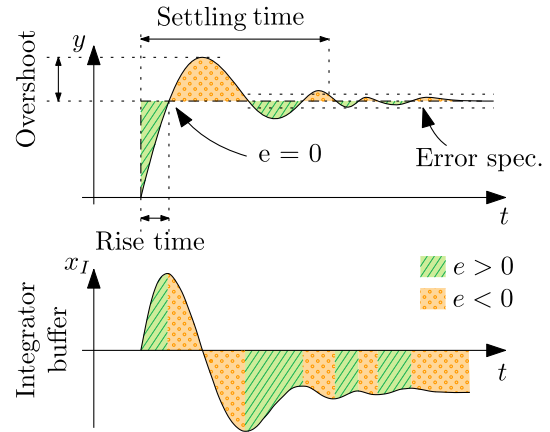 Settling time
y
Overshoot
e = 0
Error spec.
t
Rise time
x_I
e > 0
e < 0
Integrator
buffer
t